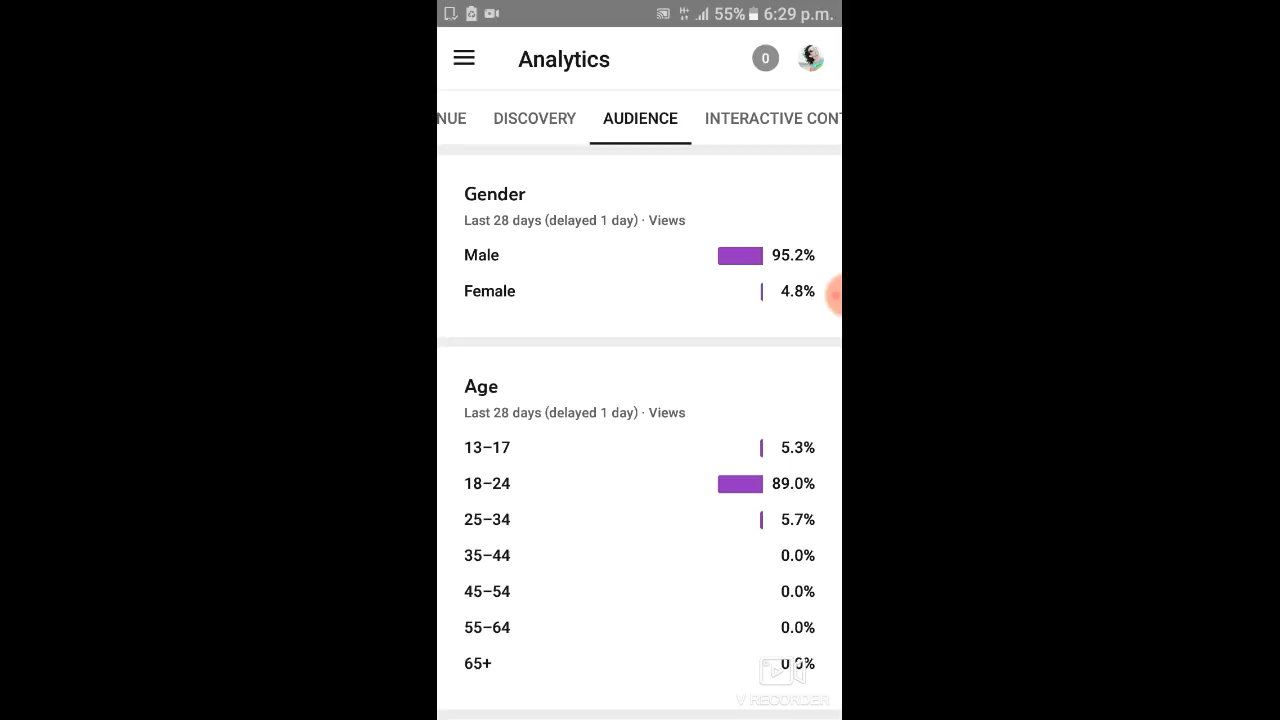 55% 6:29 p.m.
Analytics
0
NUE DISCOVERY AUDIENCE INTERACTIVE CON
Gender
Last 28 days (delayed 1 day) · Views
Male 95.2%
Female 4.8%
Age
Last 28 days (delayed 1 day) · Views
13–17 5.3%
18–24 89.0%
25–34 5.7%
35–44 0.0%
45–54 0.0%
55–64 0.0%
65+
V RECORDER